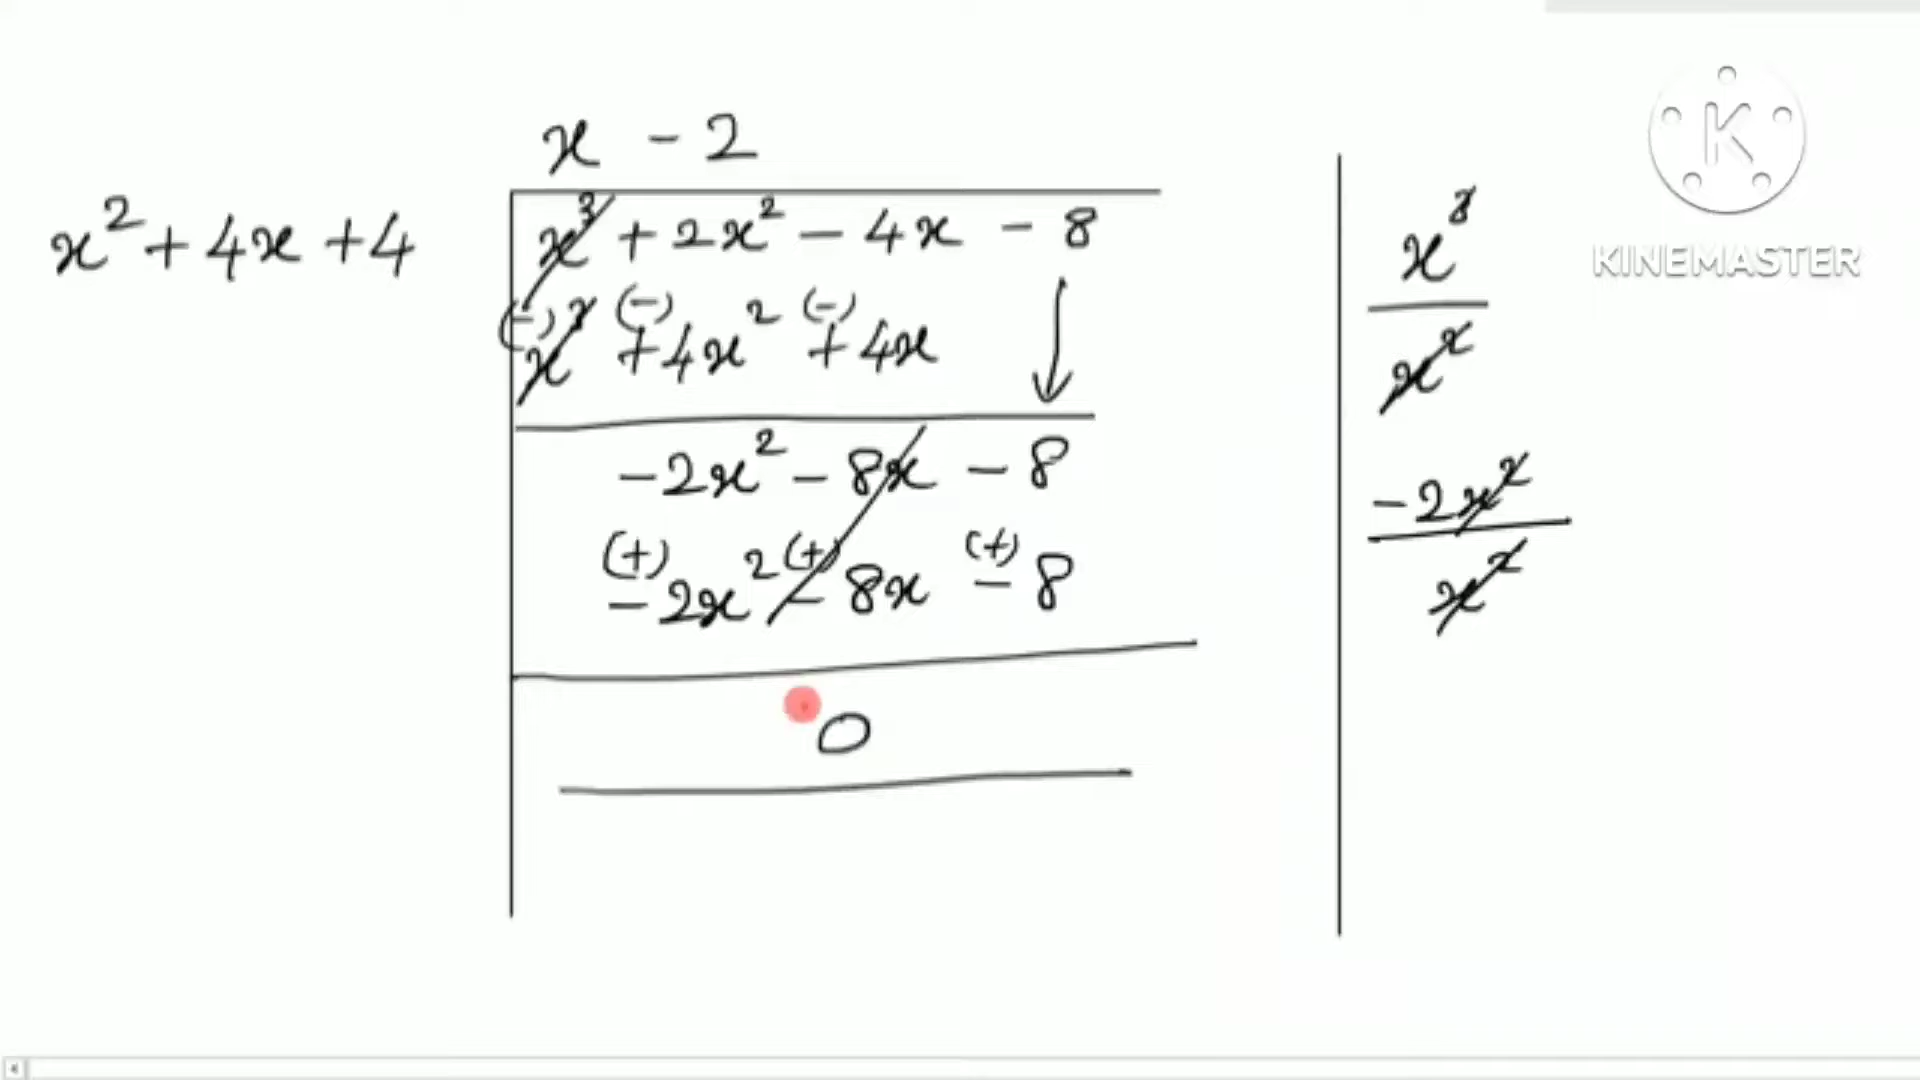 x - 2
x² + 4x + 4
x³ + 2x² - 4x - 8
(-) (-) (-)
x³ + 4x² + 4x
-2x² - 8x - 8
(+) (+) (+)
-2x² - 8x - 8
0
x³
x²
-2x²
x²
K
KINEMASTER